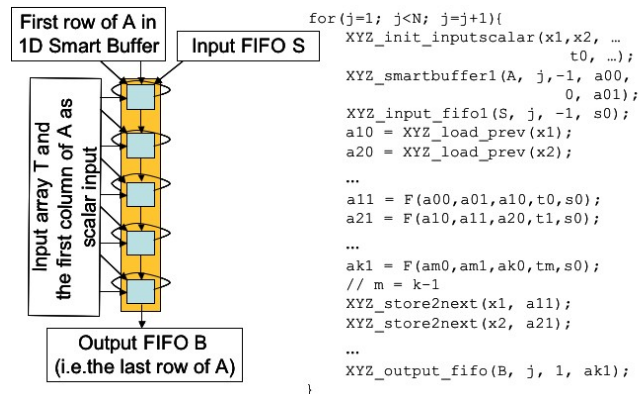 First row of A in
1D Smart Buffer
Input FIFO S
Input array T and
the first column of A as
scalar input
Output FIFO B
(i.e.the last row of A)
for(j=1; j<N; j=j+1){
XYZ_init_inputscalar(x1,x2, …
t0, …);
XYZ_smartbuffer1(A, j,-1, a00,
0, a01);
XYZ_input_fifo1(S, j, -1, s0);
a10 = XYZ_load_prev(x1);
a20 = XYZ_load_prev(x2);
…
a11 = F(a00,a01,a10,t0,s0);
a21 = F(a10,a11,a20,t1,s0);
…
ak1 = F(am0,am1,ak0,tm,s0);
// m = k-1
XYZ_store2next(x1, a11);
XYZ_store2next(x2, a21);
…
XYZ_output_fifo(B, j, 1, ak1);
}